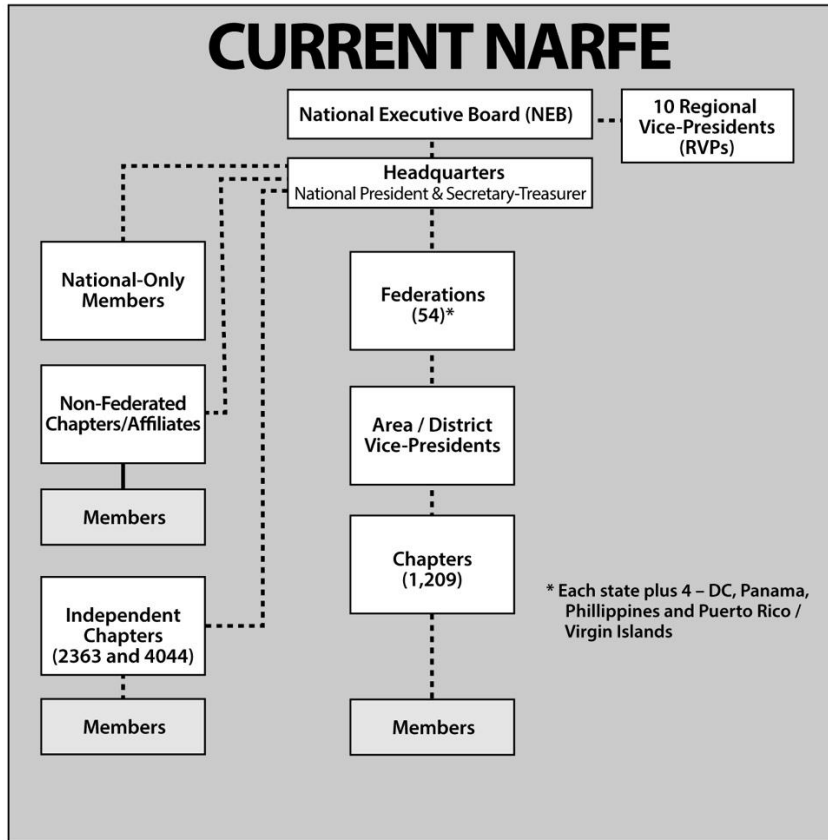 CURRENT NARFE
National Executive Board (NEB)
10 Regional
Vice-Presidents
(RVPs)
Headquarters
National President & Secretary-Treasurer
National-Only
Members
Federations
(54)*
Non-Federated
Chapters/Affiliates
Area / District
Vice-Presidents
Members
Chapters
(1,209)
* Each state plus 4 – DC, Panama,
Phillippines and Puerto Rico /
Virgin Islands
Independent
Chapters
(2363 and 4044)
Members
Members